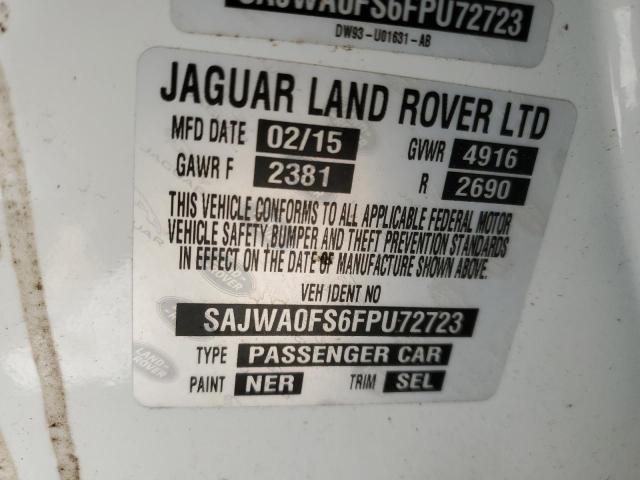 SAJWA0FS6FPU72723
DW93-U01631-AB
JAGUAR LAND ROVER LTD
MFD DATE 02/15 GVWR 4916
GAWR F 2381 R 2690
THIS VEHICLE CONFORMS TO ALL APPLICABLE FEDERAL MOTOR
VEHICLE SAFETY,BUMPER AND THEFT PREVENTION STANDARDS
IN EFFECT ON THE DATE OF MANUFACTURE SHOWN ABOVE.
VEH IDENT NO
SAJWA0FS6FPU72723
TYPE PASSENGER CAR
PAINT NER TRIM SEL